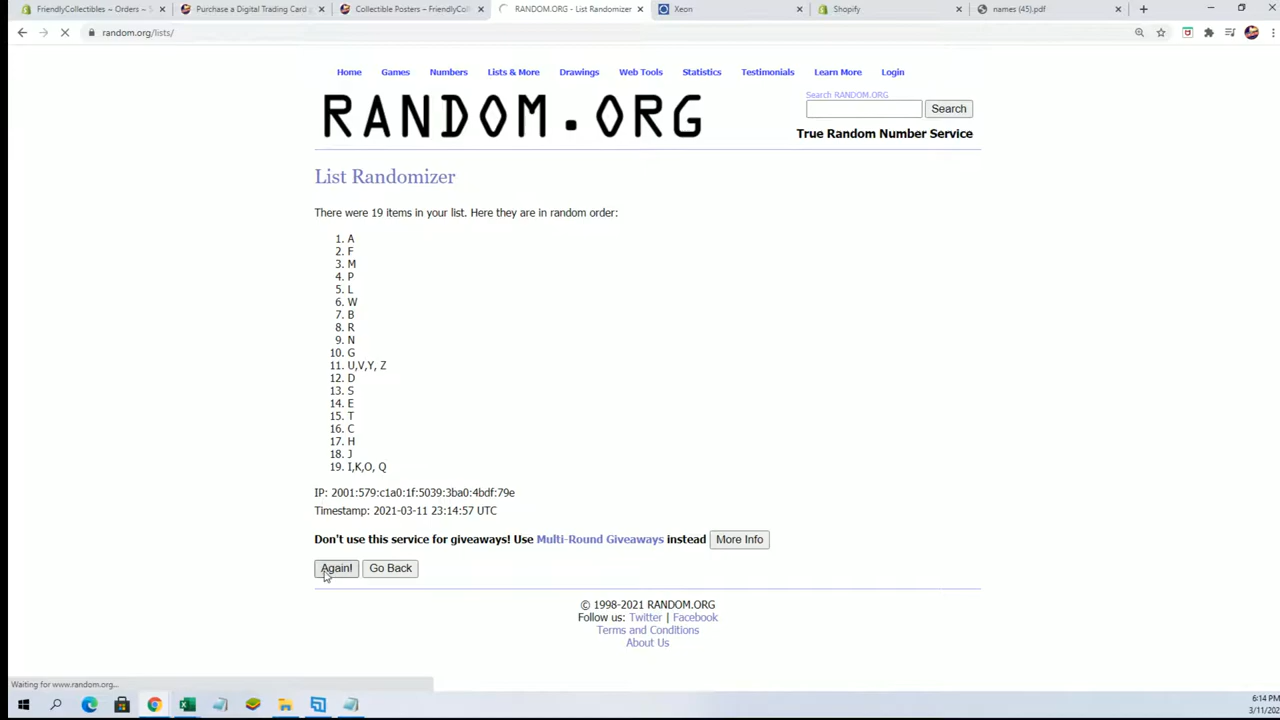 FriendlyCollectibles ~ Orders ~ S
Purchase a Digital Trading Card
Collectible Posters – FriendlyColl
RANDOM.ORG - List Randomizer
Xeon
Shopify
names (45).pdf
random.org/lists/
Home Games Numbers Lists & More Drawings Web Tools Statistics Testimonials Learn More Login
Search RANDOM.ORG
RANDOM.ORG
Search
True Random Number Service
List Randomizer
There were 19 items in your list. Here they are in random order:
1. A
2. F
3. M
4. P
5. L
6. W
7. B
8. R
9. N
10. G
11. U,V,Y, Z
12. D
13. S
14. E
15. T
16. C
17. H
18. J
19. I,K,O, Q
IP: 2001:579:c1a0:1f:5039:3ba0:4bdf:79e
Timestamp: 2021-03-11 23:14:57 UTC
Don't use this service for giveaways! Use Multi-Round Giveaways instead More Info
Again! Go Back
© 1998-2021 RANDOM.ORG
Follow us: Twitter | Facebook
Terms and Conditions
About Us
Waiting for www.random.org...
6:14 PM
3/11/202